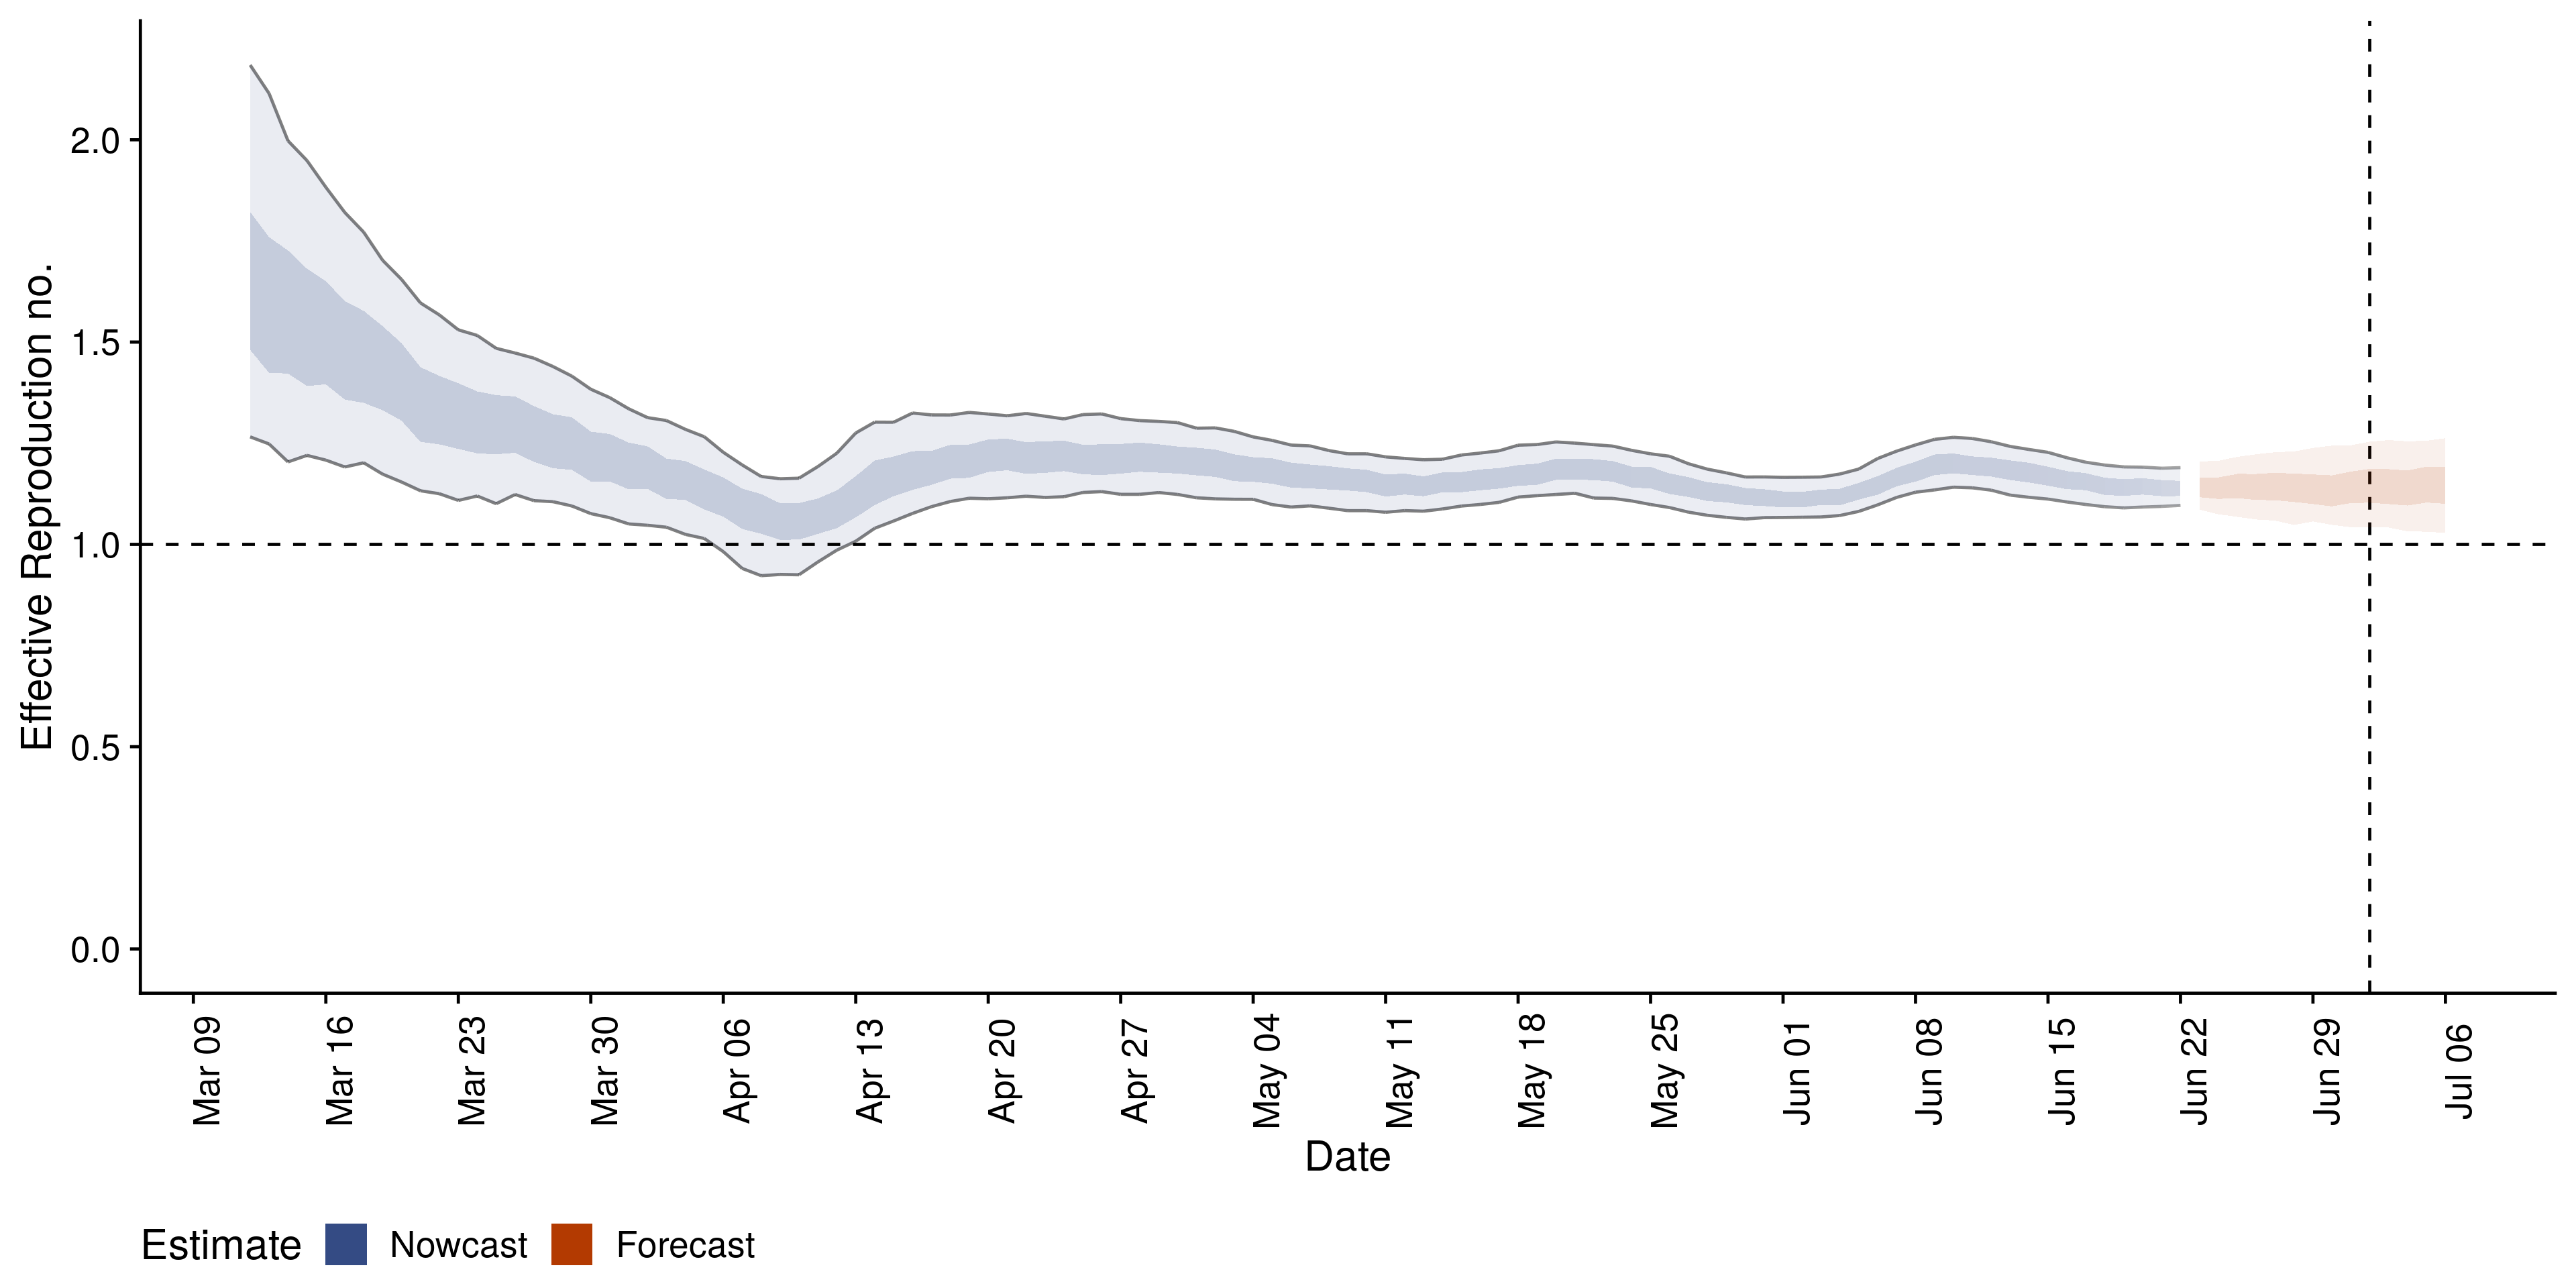 Effective Reproduction no.
2.0
1.5
1.0
0.5
0.0
Mar 09
Mar 16
Mar 23
Mar 30
Apr 06
Apr 13
Apr 20
Apr 27
May 04
May 11
May 18
May 25
Jun 01
Jun 08
Jun 15
Jun 22
Jun 29
Jul 06
Date
Estimate Nowcast Forecast